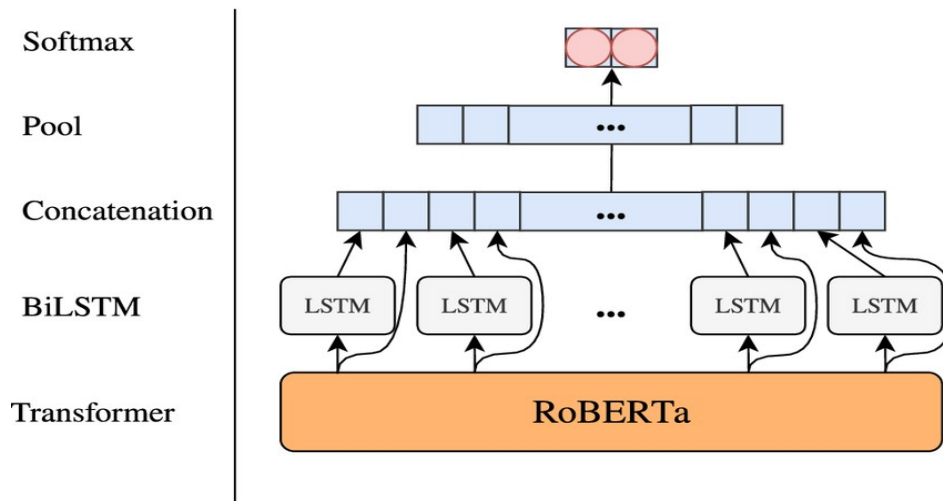 Softmax
Pool
...
Concatenation
...
BiLSTM
LSTM
LSTM
...
LSTM
LSTM
Transformer
RoBERTa